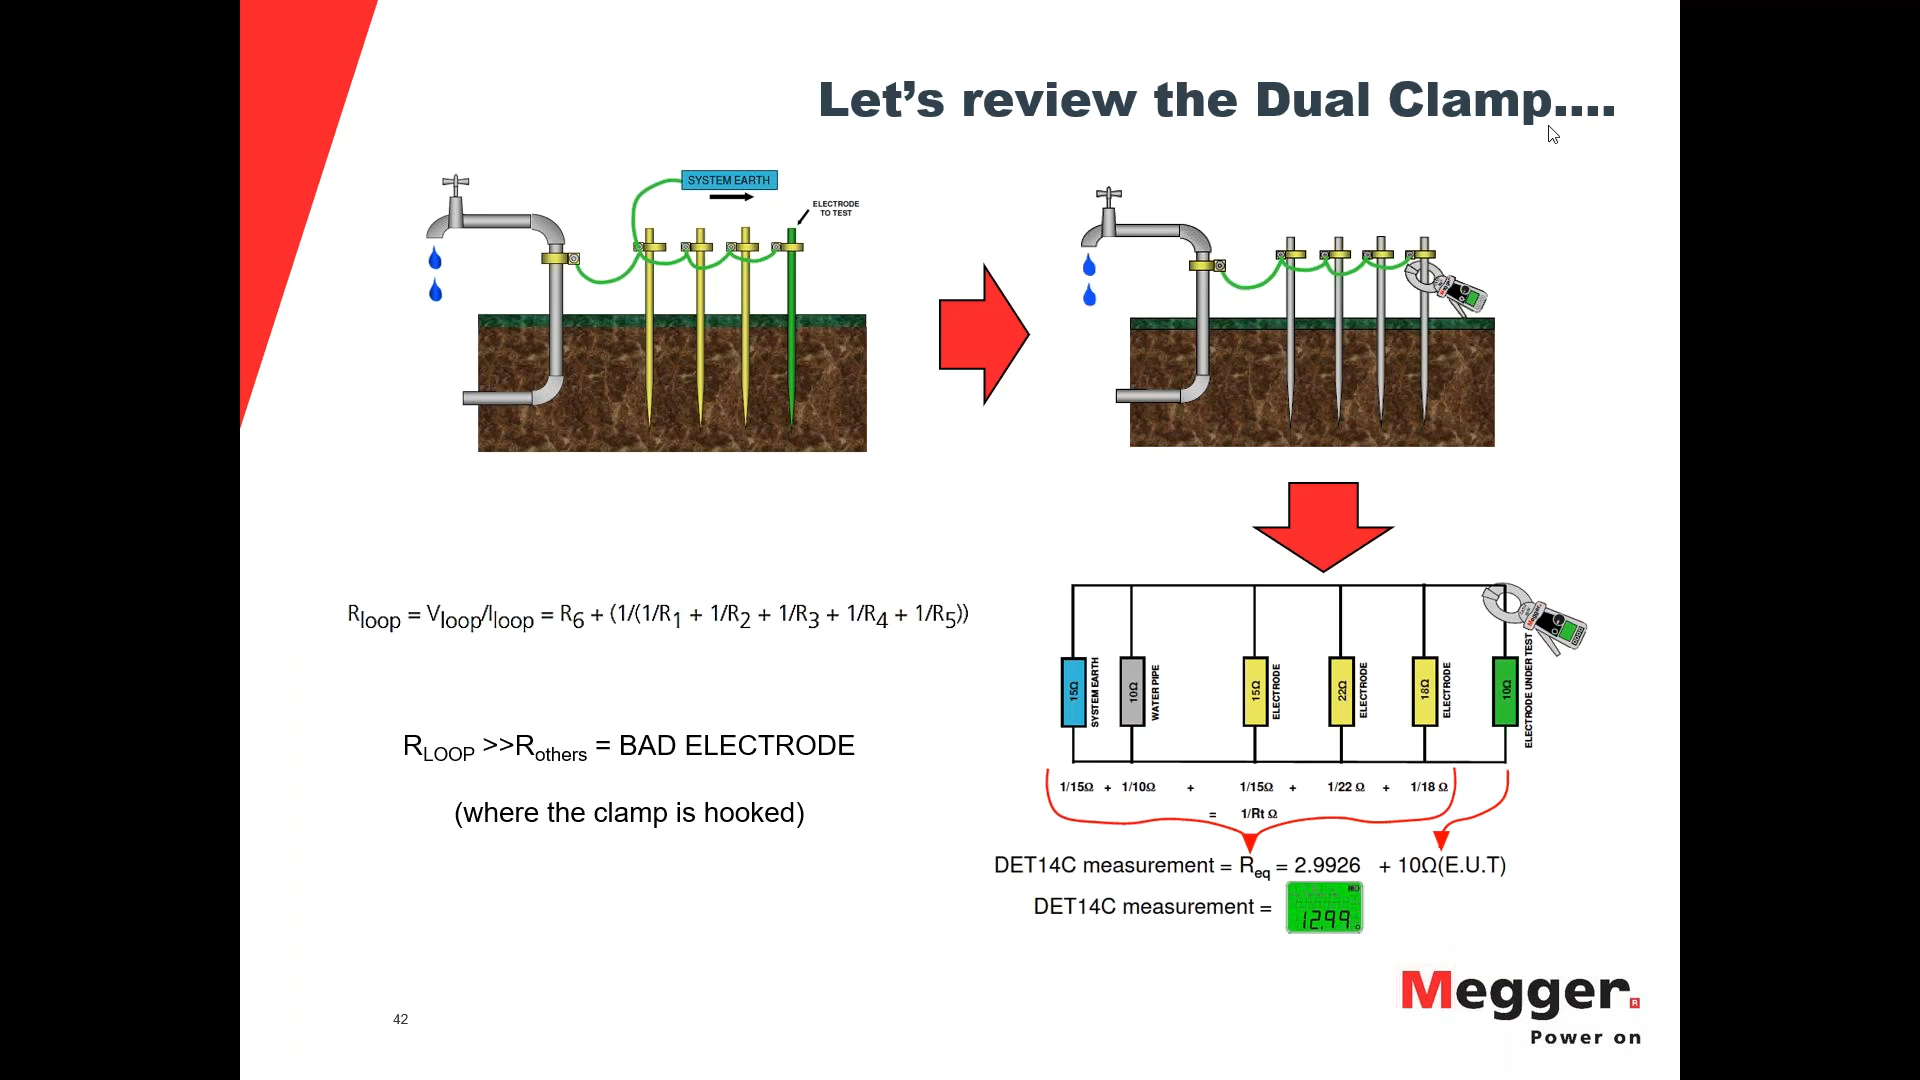 Let’s review the Dual Clamp....
SYSTEM EARTH
ELECTRODE
TO TEST
Rloop = Vloop/Iloop = R6 + (1/(1/R1 + 1/R2 + 1/R3 + 1/R4 + 1/R5))
RLOOP >>Rothers = BAD ELECTRODE
(where the clamp is hooked)
15Ω
SYSTEM EARTH
10Ω
WATER PIPE
15Ω
ELECTRODE
22Ω
ELECTRODE
18Ω
ELECTRODE
10Ω
ELECTRODE UNDER TEST
Megger
1/15Ω + 1/10Ω + 1/15Ω + 1/22 Ω + 1/18 Ω
= 1/Rt Ω
DET14C measurement = Req = 2.9926 + 10Ω(E.U.T)
DET14C measurement =
12.99
Megger.
R
Power on
42